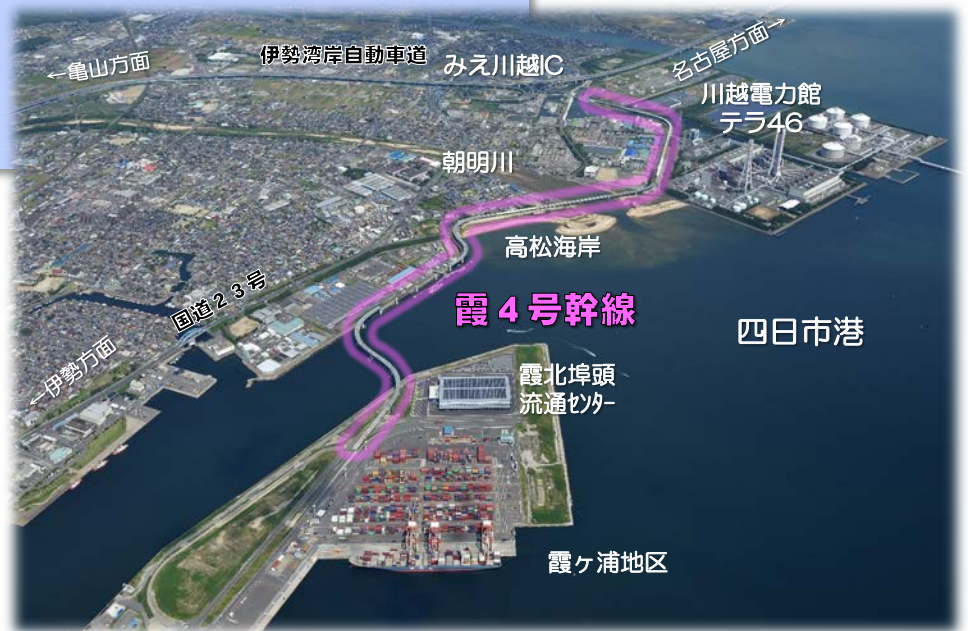 伊勢湾岸自動車道
←亀山方面
みえ川越IC
名古屋方面→
川越電力館
テラ46
朝明川
高松海岸
国道23号
霞4号幹線
四日市港
←伊勢方面
霞北埠頭
流通センター
霞ヶ浦地区